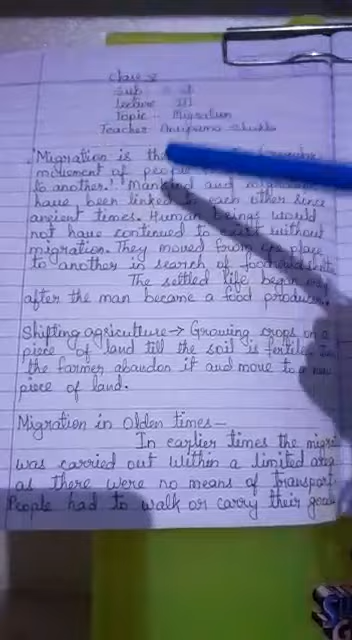 Class V
Sub
Lecture III
Topic - Migration
Teacher Anupama Shukla
"Migration is the
movement of people
to another." Mankind and
have been linked to each other since
ancient times. Human beings would
not have continued to exist without
migration. They moved from one place
to another in search of food and
The settled life began
after the man became a food producer.
Shifting agriculture → Growing crops on a
piece of land till the soil is fertile
the farmer abandon it and move to a new
piece of land.
Migration in Olden times -
In earlier times the migra
was carried out within a limited area
as there were no means of transport
People had to walk or carry their goods